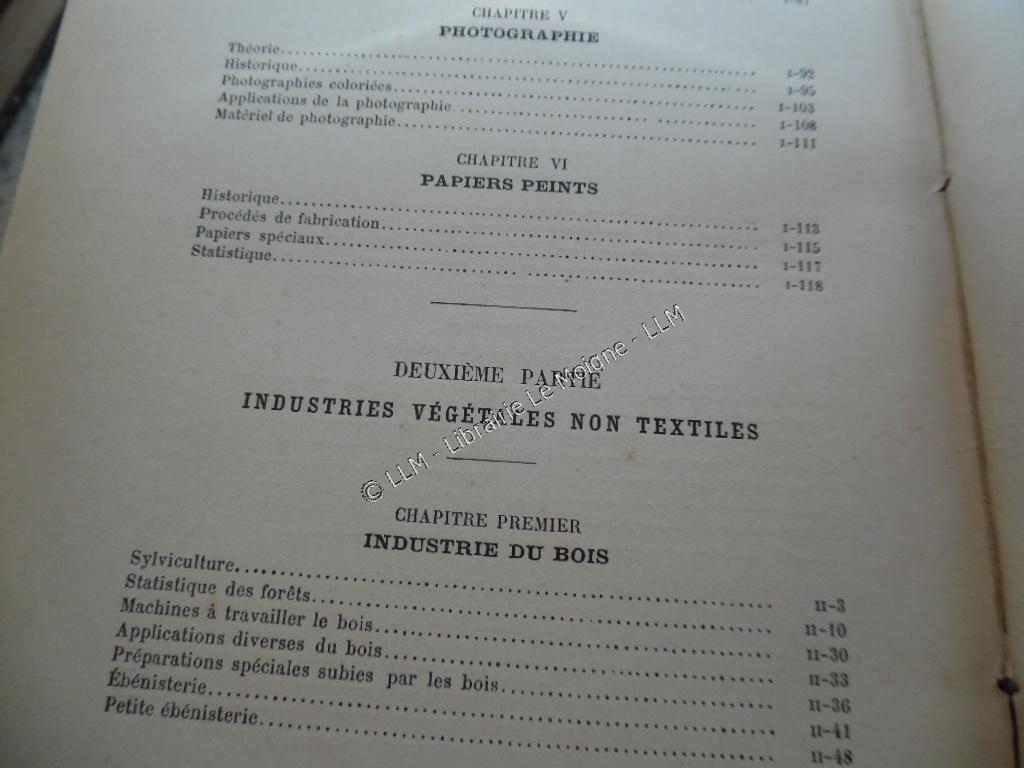 I-87
CHAPITRE V
PHOTOGRAPHIE
Théorie I-92
Historique I-95
Photographies coloriées I-103
Applications de la photographie I-108
Matériel de photographie I-111
CHAPITRE VI
PAPIERS PEINTS
Historique I-113
Procédés de fabrication I-115
Papiers spéciaux I-117
Statistique I-118
DEUXIÈME PARTIE
INDUSTRIES VÉGÉTALES NON TEXTILES
© LLM - Librairie Le Moigne - LLM
CHAPITRE PREMIER
INDUSTRIE DU BOIS
Sylviculture II-3
Statistique des forêts II-10
Machines à travailler le bois II-30
Applications diverses du bois II-33
Préparations spéciales subies par les bois II-36
Ébénisterie II-41
Petite ébénisterie II-48